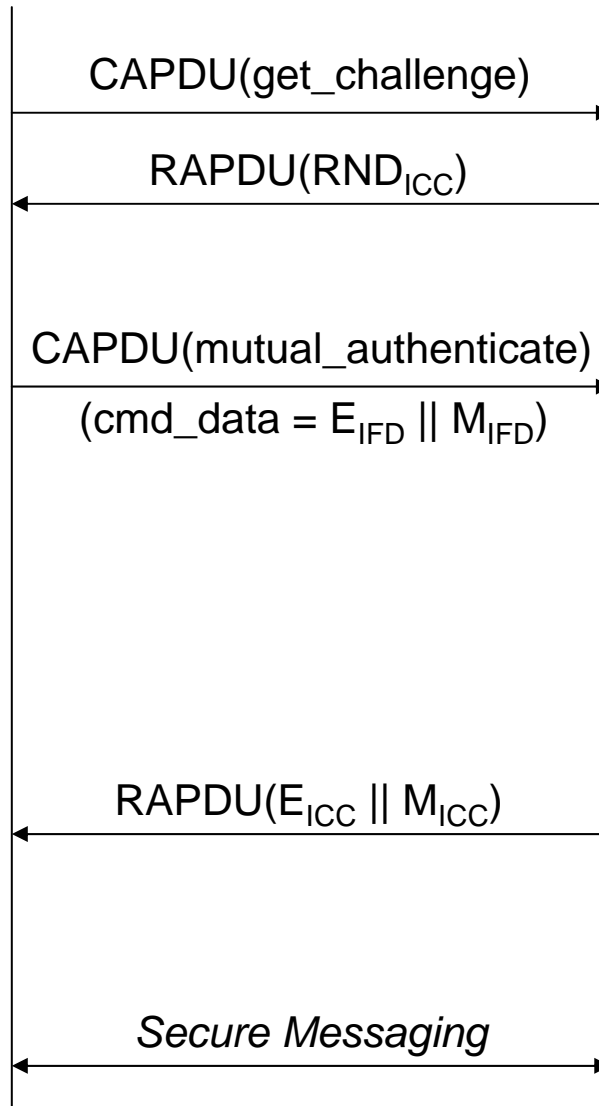 CAPDU(get_challenge)
RAPDU(RND_ICC)
CAPDU(mutual_authenticate)
(cmd_data = E_IFD || M_IFD)
RAPDU(E_ICC || M_ICC)
Secure Messaging